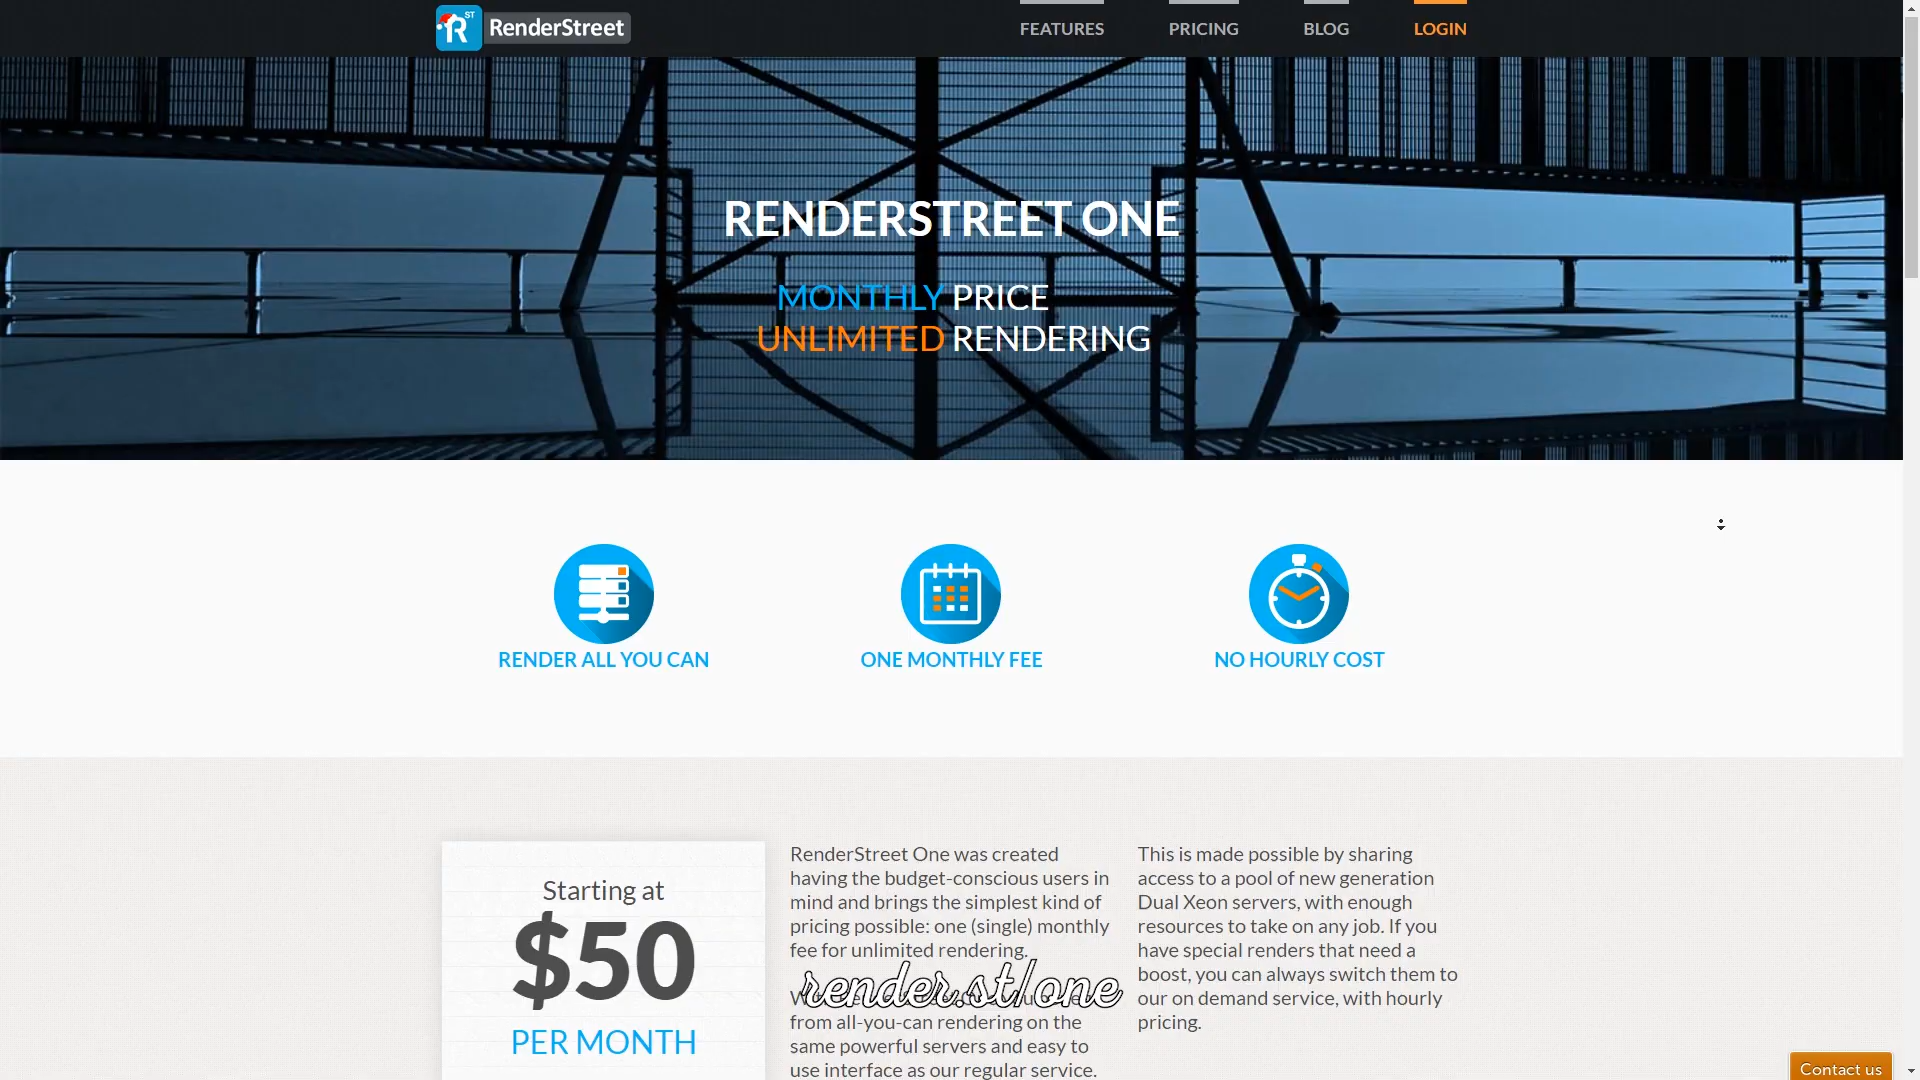 RST RenderStreet
FEATURES
PRICING
BLOG
LOGIN
RENDERSTREET ONE
MONTHLY PRICE
UNLIMITED RENDERING
RENDER ALL YOU CAN
ONE MONTHLY FEE
NO HOURLY COST
Starting at
$50
PER MONTH
RenderStreet One was created
having the budget-conscious users in
mind and brings the simplest kind of
pricing possible: one (single) monthly
fee for unlimited rendering.
render.st/one
from all-you-can rendering on the
same powerful servers and easy to
use interface as our regular service.
This is made possible by sharing
access to a pool of new generation
Dual Xeon servers, with enough
resources to take on any job. If you
have special renders that need a
boost, you can always switch them to
our on demand service, with hourly
pricing.
Contact us